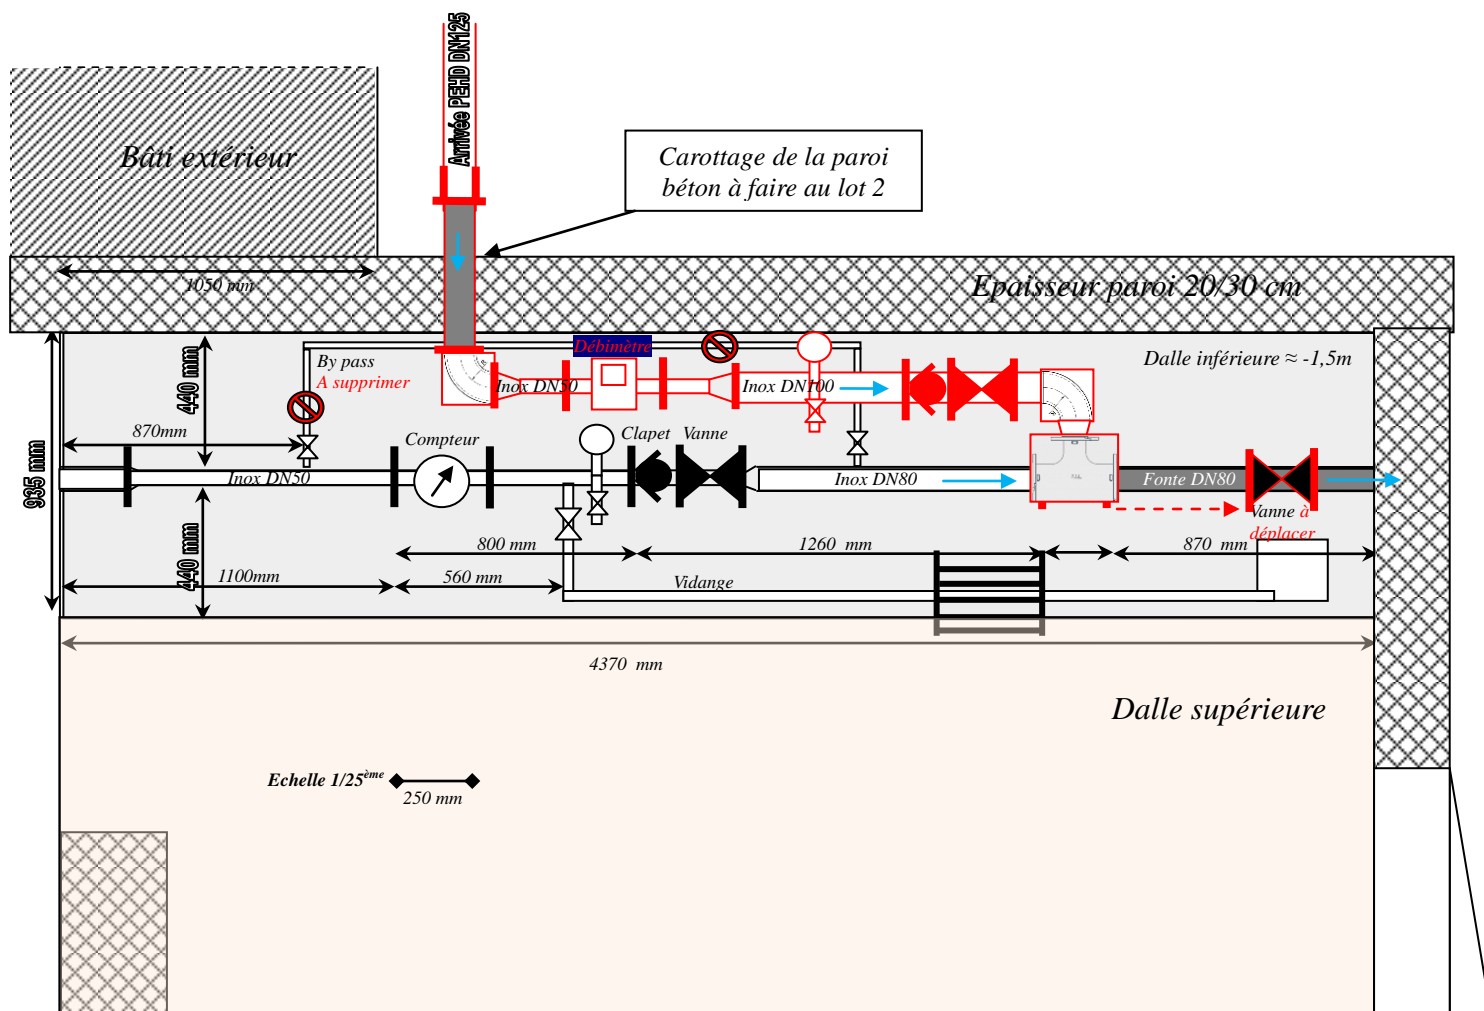 Arrivée PEHD DN125
Bâti extérieur
Carottage de la paroi
béton à faire au lot 2
1050 mm
Epaisseur paroi 20/30 cm
By pass
A supprimer
Débimètre
Dalle inférieure ≈ -1,5m
440 mm
Inox DN50
Inox DN100
870mm
Compteur
Clapet
Vanne
935 mm
Inox DN50
Inox DN80
Fonte DN80
Vanne à
déplacer
440 mm
800 mm
1260 mm
870 mm
1100mm
560 mm
Vidange
4370 mm
Dalle supérieure
Echelle 1/25ème
250 mm